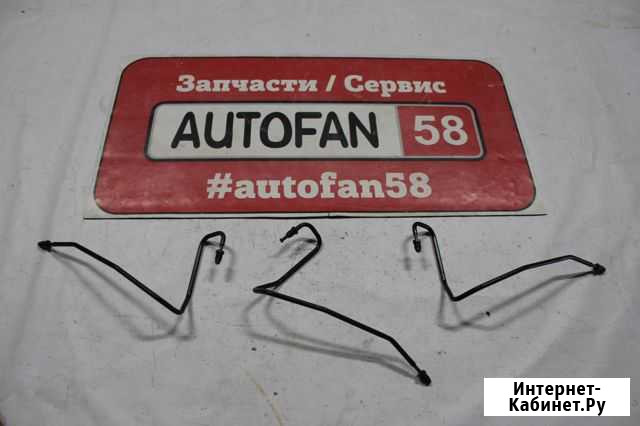 Запчасти / Сервис
AUTOFAN 58
#autofan58
Интернет-
Кабинет.Ру